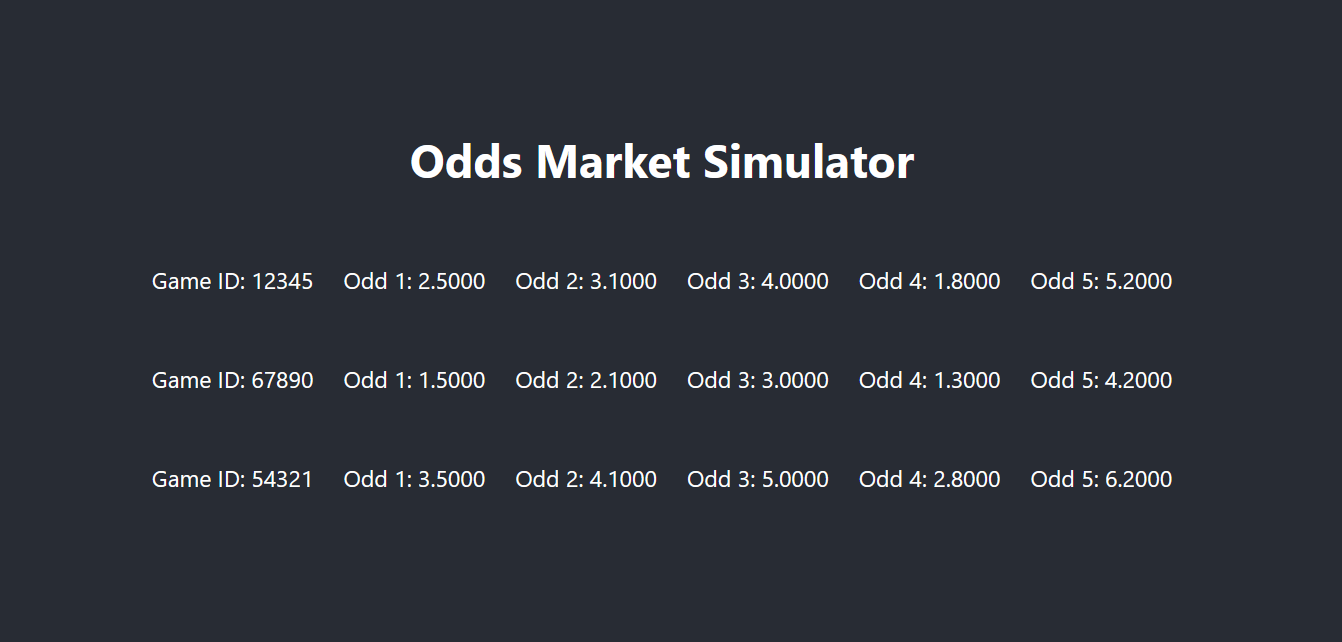 Odds Market Simulator
Game ID: 12345 Odd 1: 2.5000 Odd 2: 3.1000 Odd 3: 4.0000 Odd 4: 1.8000 Odd 5: 5.2000
Game ID: 67890 Odd 1: 1.5000 Odd 2: 2.1000 Odd 3: 3.0000 Odd 4: 1.3000 Odd 5: 4.2000
Game ID: 54321 Odd 1: 3.5000 Odd 2: 4.1000 Odd 3: 5.0000 Odd 4: 2.8000 Odd 5: 6.2000